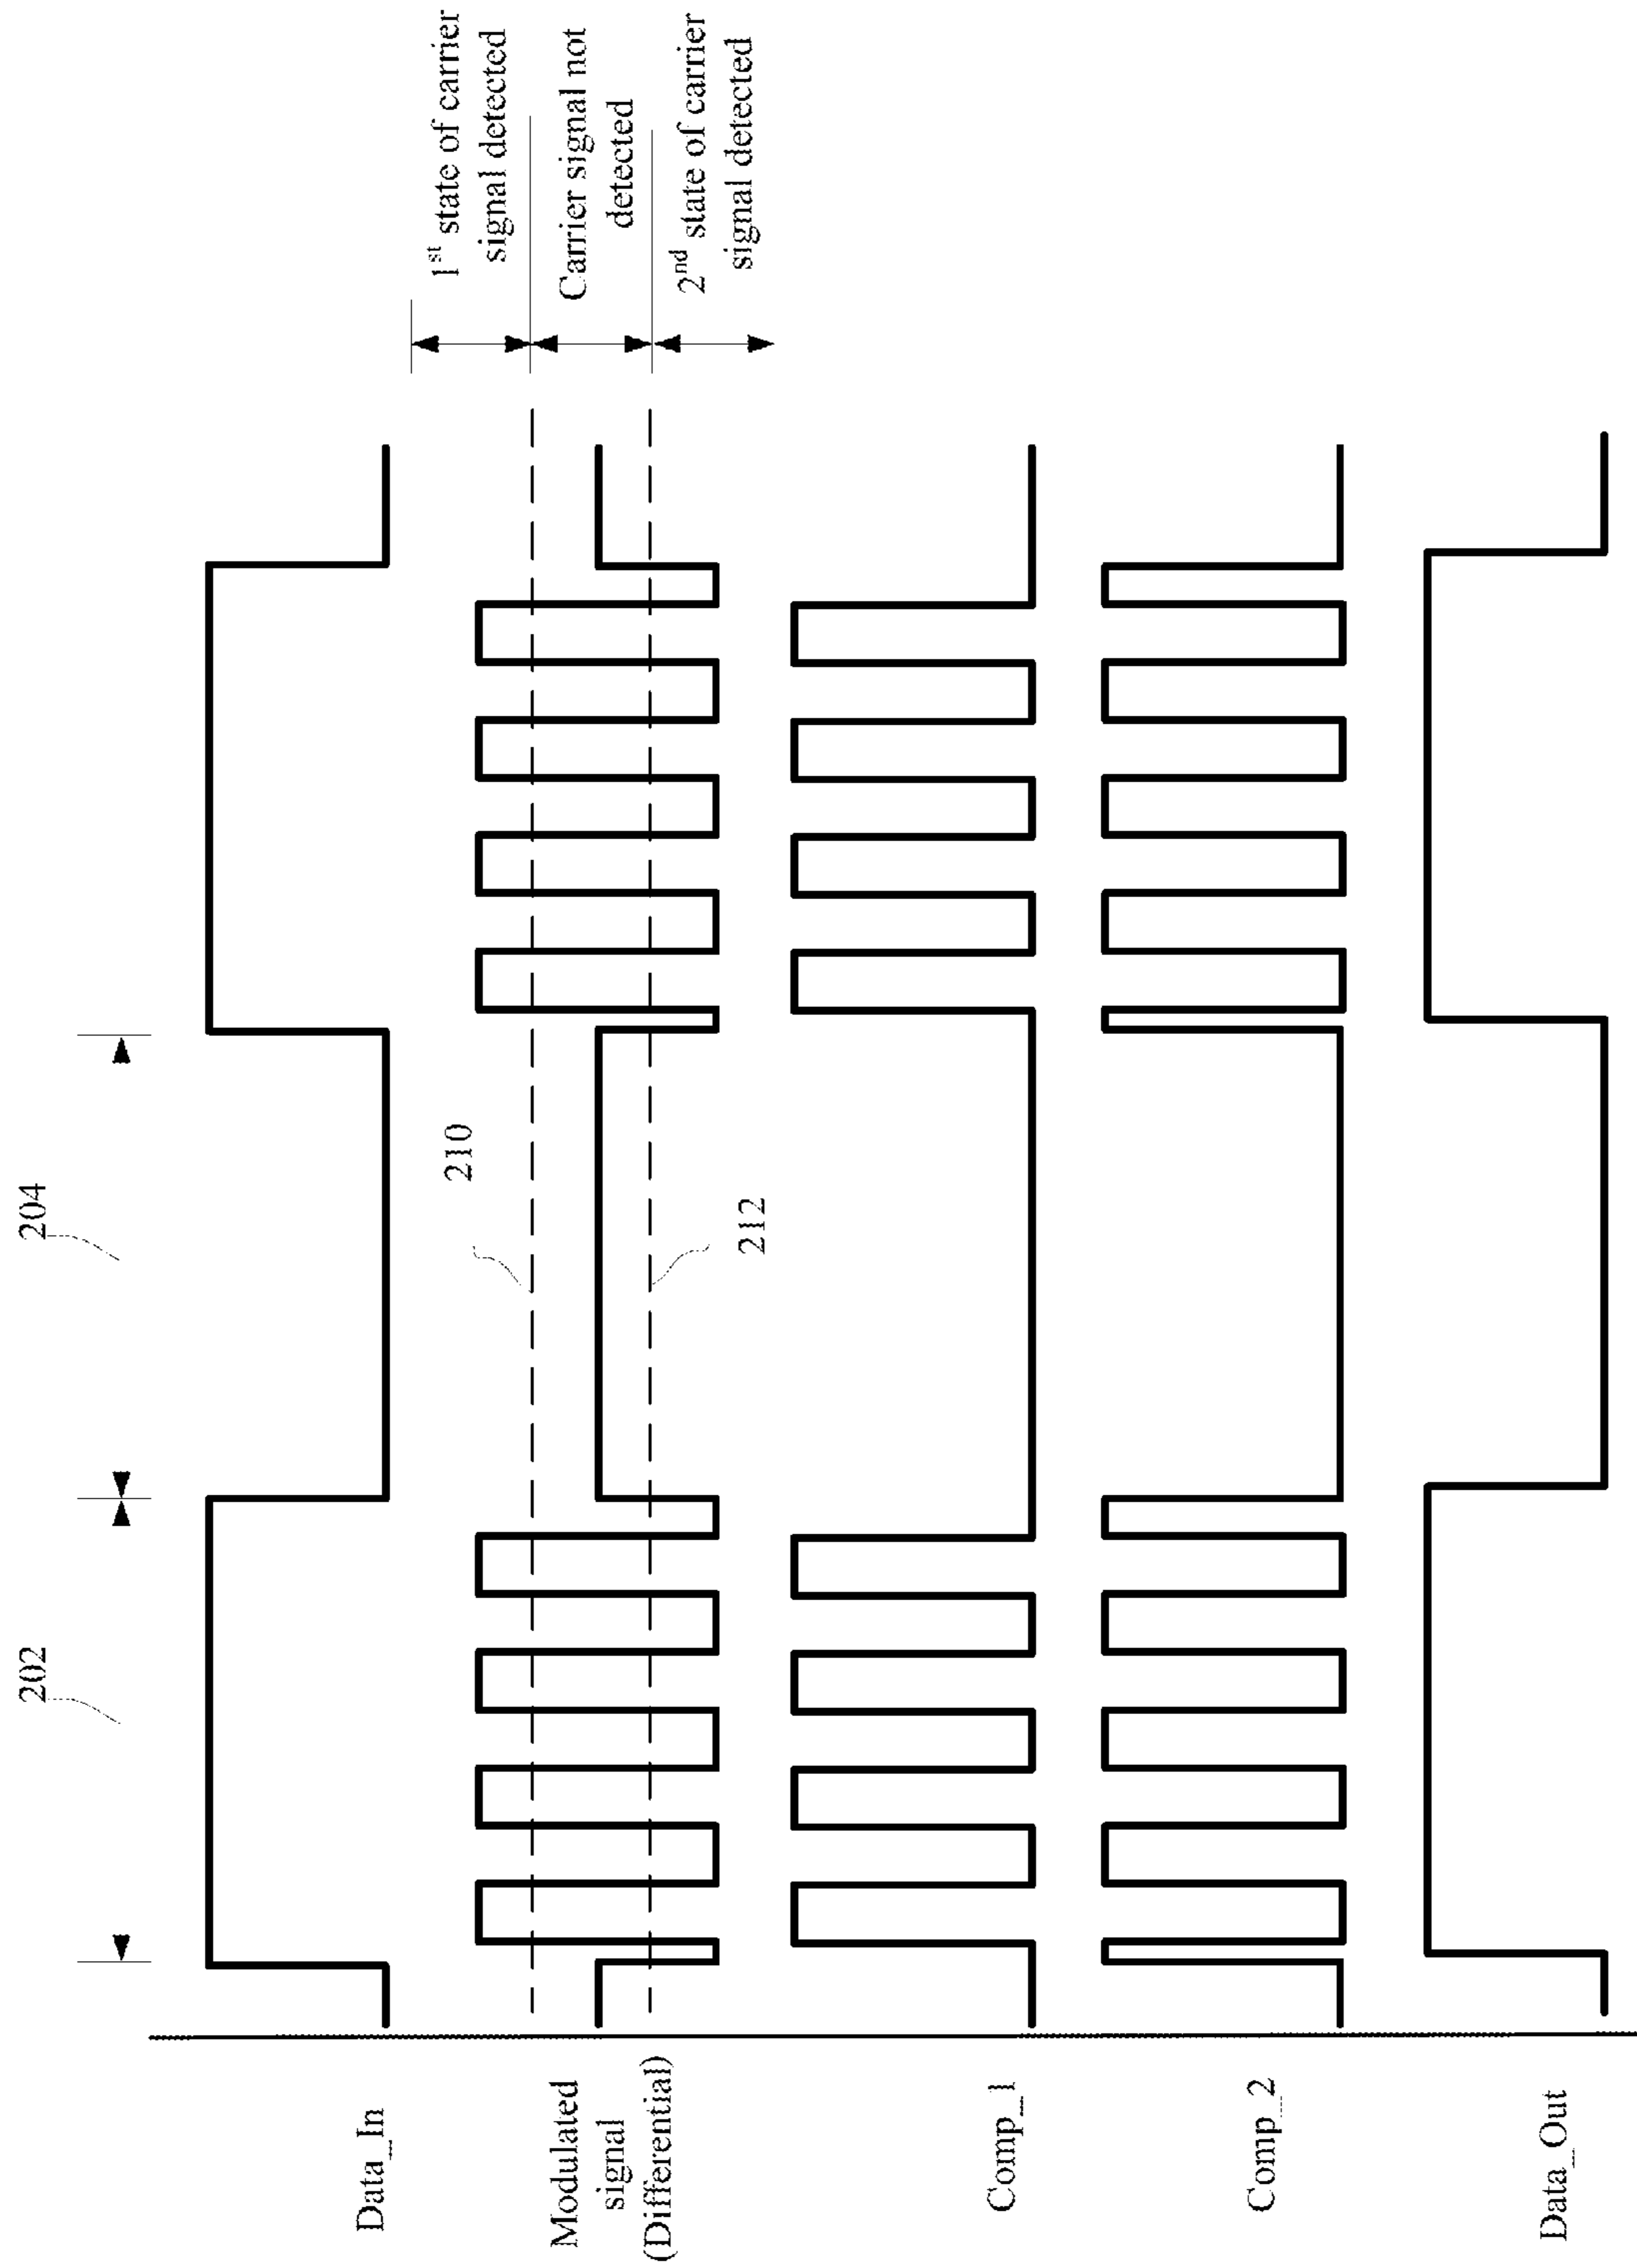 202
204
Data_In
Modulated
signal
(Differential)
210
212
1st state of carrier
signal detected
Carrier signal not
detected
2nd state of carrier
signal detected
Comp_1
Comp_2
Data_Out